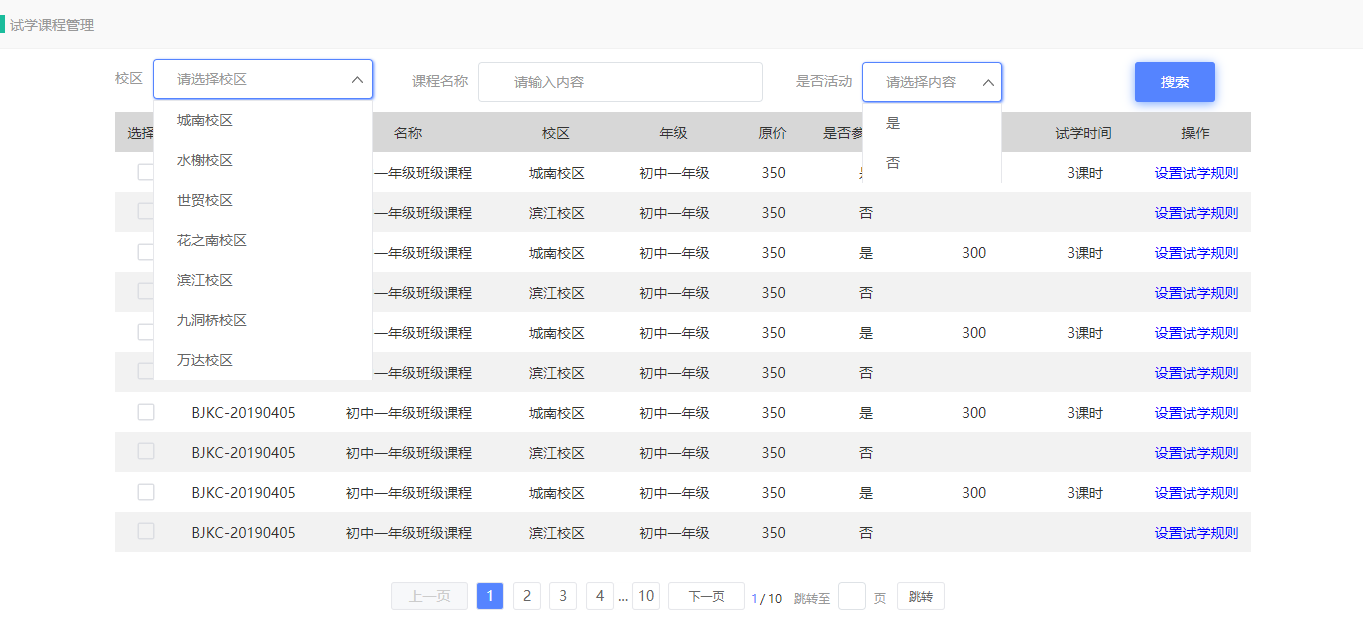 试学课程管理
校区 请选择校区 课程名称 请输入内容 是否活动 请选择内容 搜索
选择 名称 校区 年级 原价 是否参 试学时间 操作
城南校区
水榭校区
世贸校区
花之南校区
滨江校区
九洞桥校区
万达校区
是
否
一年级班级课程 城南校区 初中一年级 350 3课时 设置试学规则
一年级班级课程 滨江校区 初中一年级 350 否 设置试学规则
一年级班级课程 城南校区 初中一年级 350 是 300 3课时 设置试学规则
一年级班级课程 滨江校区 初中一年级 350 否 设置试学规则
一年级班级课程 城南校区 初中一年级 350 是 300 3课时 设置试学规则
一年级班级课程 滨江校区 初中一年级 350 否 设置试学规则
BJKC-20190405 初中一年级班级课程 城南校区 初中一年级 350 是 300 3课时 设置试学规则
BJKC-20190405 初中一年级班级课程 滨江校区 初中一年级 350 否 设置试学规则
BJKC-20190405 初中一年级班级课程 城南校区 初中一年级 350 是 300 3课时 设置试学规则
BJKC-20190405 初中一年级班级课程 滨江校区 初中一年级 350 否 设置试学规则
上一页 1 2 3 4 ... 10 下一页 1 / 10 跳转至 页 跳转